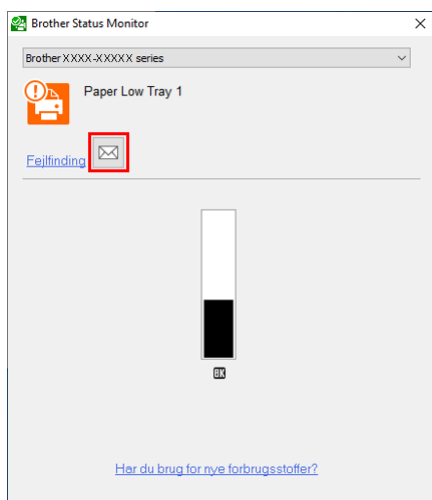 Brother Status Monitor
Brother XXXX-XXXXX series
Paper Low Tray 1
Fejlfinding
BK
Har du brug for nye forbrugsstoffer?